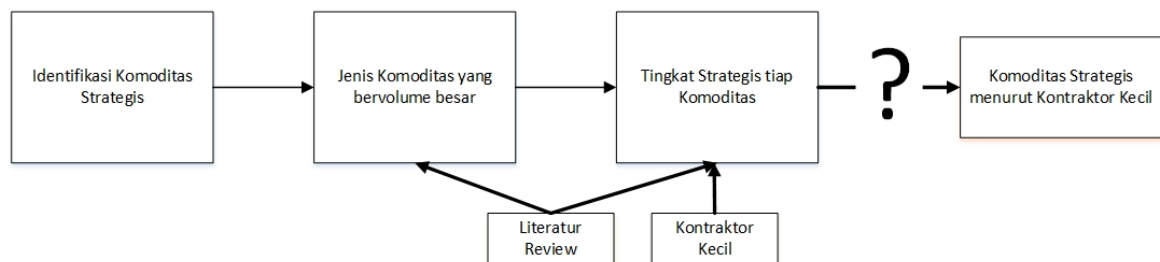 Identifikasi Komoditas
Strategis
Jenis Komoditas yang
bervolume besar
Tingkat Strategis tiap
Komoditas
?
Komoditas Strategis
menurut Kontraktor Kecil
Literatur
Review
Kontraktor
Kecil